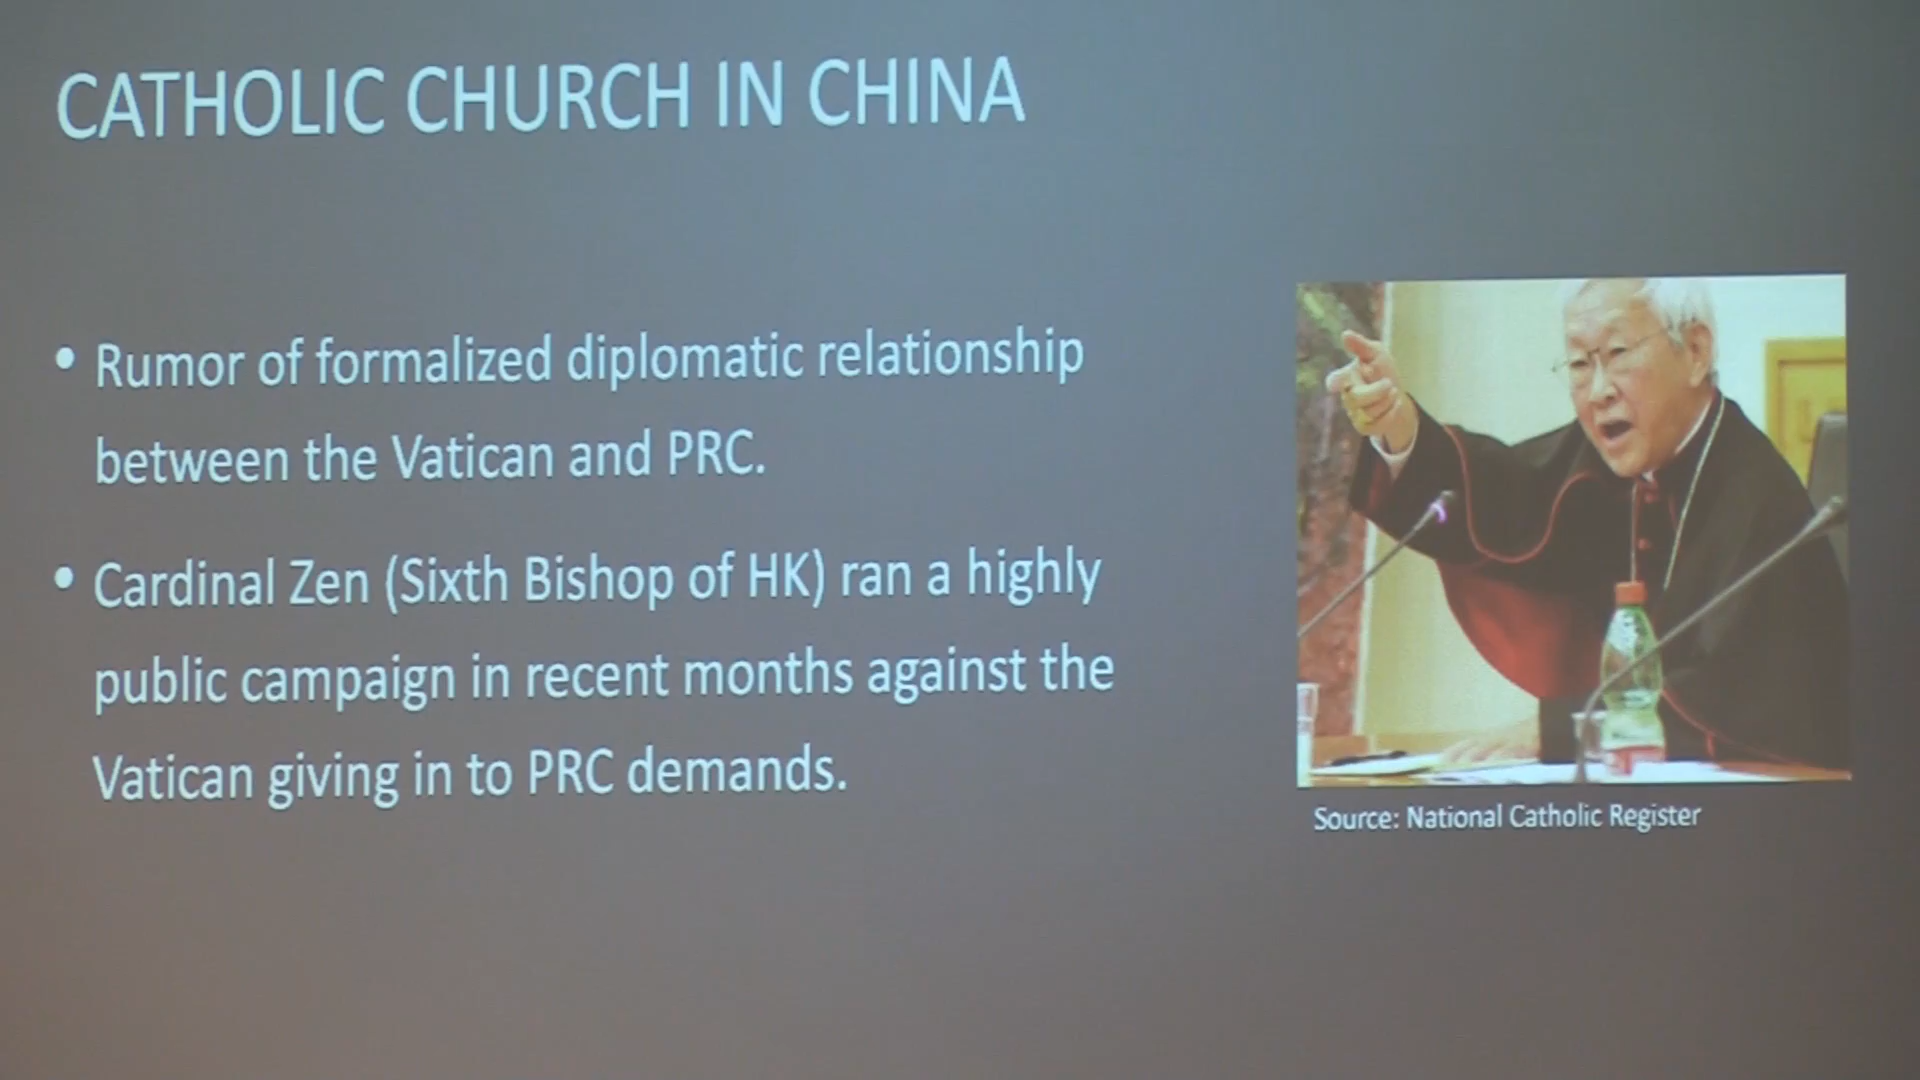 CATHOLIC CHURCH IN CHINA
• Rumor of formalized diplomatic relationship
between the Vatican and PRC.
• Cardinal Zen (Sixth Bishop of HK) ran a highly
public campaign in recent months against the
Vatican giving in to PRC demands.
Source: National Catholic Register